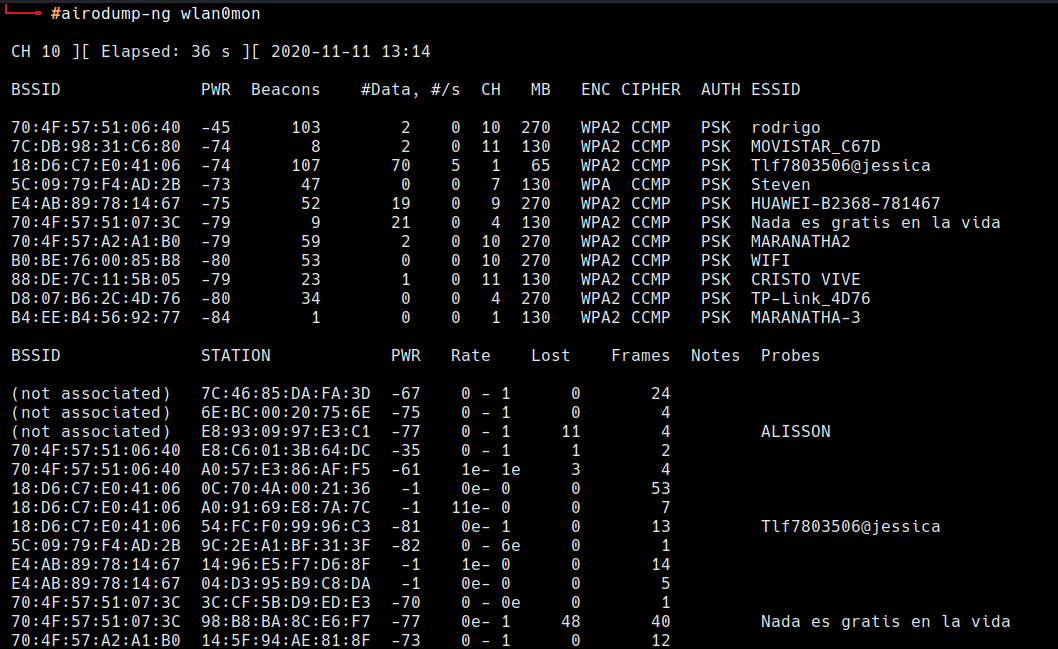 #airodump-ng wlan0mon
CH 10 ][ Elapsed: 36 s ][ 2020-11-11 13:14
BSSID PWR Beacons #Data, #/s CH MB ENC CIPHER AUTH ESSID
70:4F:57:51:06:40 -45 103 2 0 10 270 WPA2 CCMP PSK rodrigo
7C:DB:98:31:C6:80 -74 8 2 0 11 130 WPA2 CCMP PSK MOVISTAR_C67D
18:D6:C7:E0:41:06 -74 107 70 5 1 65 WPA2 CCMP PSK Tlf7803506@jessica
5C:09:79:F4:AD:2B -73 47 0 0 7 130 WPA CCMP PSK Steven
E4:AB:89:78:14:67 -75 52 19 0 9 270 WPA2 CCMP PSK HUAWEI-B2368-781467
70:4F:57:51:07:3C -79 9 21 0 4 130 WPA2 CCMP PSK Nada es gratis en la vida
70:4F:57:A2:A1:B0 -79 59 2 0 10 270 WPA2 CCMP PSK MARANATHA2
B0:BE:76:00:85:B8 -80 53 0 0 10 270 WPA2 CCMP PSK WIFI
88:DE:7C:11:5B:05 -79 23 1 0 11 130 WPA2 CCMP PSK CRISTO VIVE
D8:07:B6:2C:4D:76 -80 34 0 0 4 270 WPA2 CCMP PSK TP-Link_4D76
B4:EE:B4:56:92:77 -84 1 0 0 1 130 WPA2 CCMP PSK MARANATHA-3
BSSID STATION PWR Rate Lost Frames Notes Probes
(not associated) 7C:46:85:DA:FA:3D -67 0 - 1 0 24
(not associated) 6E:BC:00:20:75:6E -75 0 - 1 0 4
(not associated) E8:93:09:97:E3:C1 -77 0 - 1 11 4 ALISSON
70:4F:57:51:06:40 E8:C6:01:3B:64:DC -35 0 - 1 1 2
70:4F:57:51:06:40 A0:57:E3:86:AF:F5 -61 1e- 1e 3 4
18:D6:C7:E0:41:06 0C:70:4A:00:21:36 -1 0e- 0 0 53
18:D6:C7:E0:41:06 A0:91:69:E8:7A:7C -1 11e- 0 0 7
18:D6:C7:E0:41:06 54:FC:F0:99:96:C3 -81 0e- 1 0 13 Tlf7803506@jessica
5C:09:79:F4:AD:2B 9C:2E:A1:BF:31:3F -82 0 - 6e 0 1
E4:AB:89:78:14:67 14:96:E5:F7:D6:8F -1 1e- 0 0 14
E4:AB:89:78:14:67 04:D3:95:B9:C8:DA -1 0e- 0 0 5
70:4F:57:51:07:3C 3C:CF:5B:D9:ED:E3 -70 0 - 0e 0 1
70:4F:57:51:07:3C 98:B8:BA:8C:E6:F7 -77 0e- 1 48 40 Nada es gratis en la vida
70:4F:57:A2:A1:B0 14:5F:94:AE:81:8F -73 0 - 1 0 12